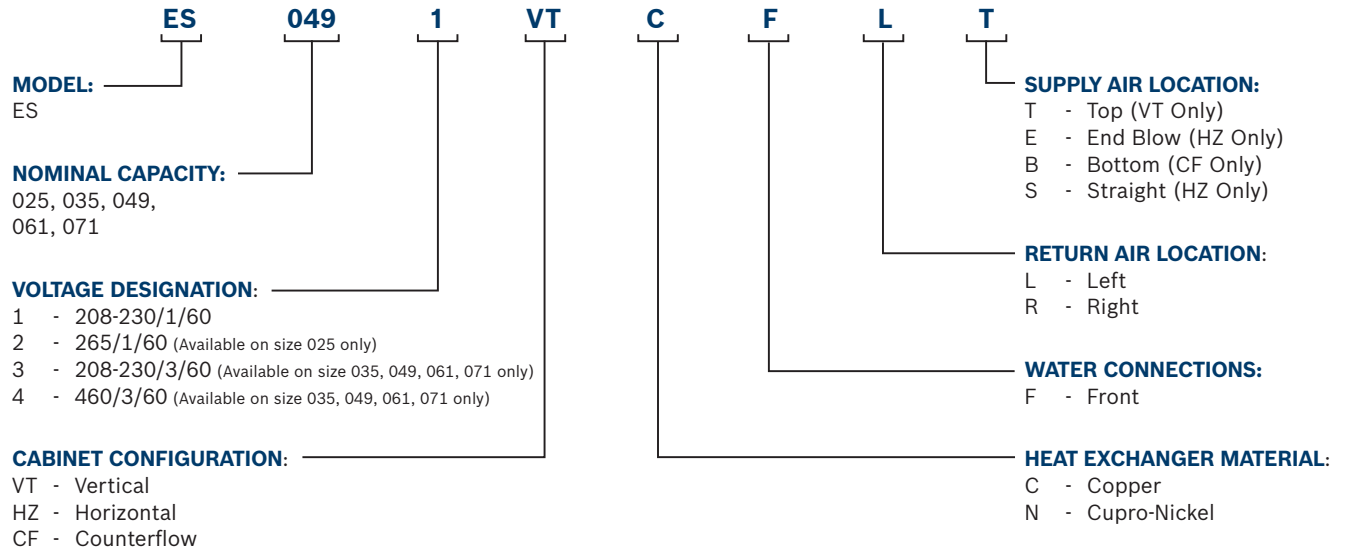 ES 049 1 VT C F L T
MODEL:
ES
NOMINAL CAPACITY:
025, 035, 049,
061, 071
VOLTAGE DESIGNATION:
1 - 208-230/1/60
2 - 265/1/60 (Available on size 025 only)
3 - 208-230/3/60 (Available on size 035, 049, 061, 071 only)
4 - 460/3/60 (Available on size 035, 049, 061, 071 only)
CABINET CONFIGURATION:
VT - Vertical
HZ - Horizontal
CF - Counterflow
SUPPLY AIR LOCATION:
T - Top (VT Only)
E - End Blow (HZ Only)
B - Bottom (CF Only)
S - Straight (HZ Only)
RETURN AIR LOCATION:
L - Left
R - Right
WATER CONNECTIONS:
F - Front
HEAT EXCHANGER MATERIAL:
C - Copper
N - Cupro-Nickel